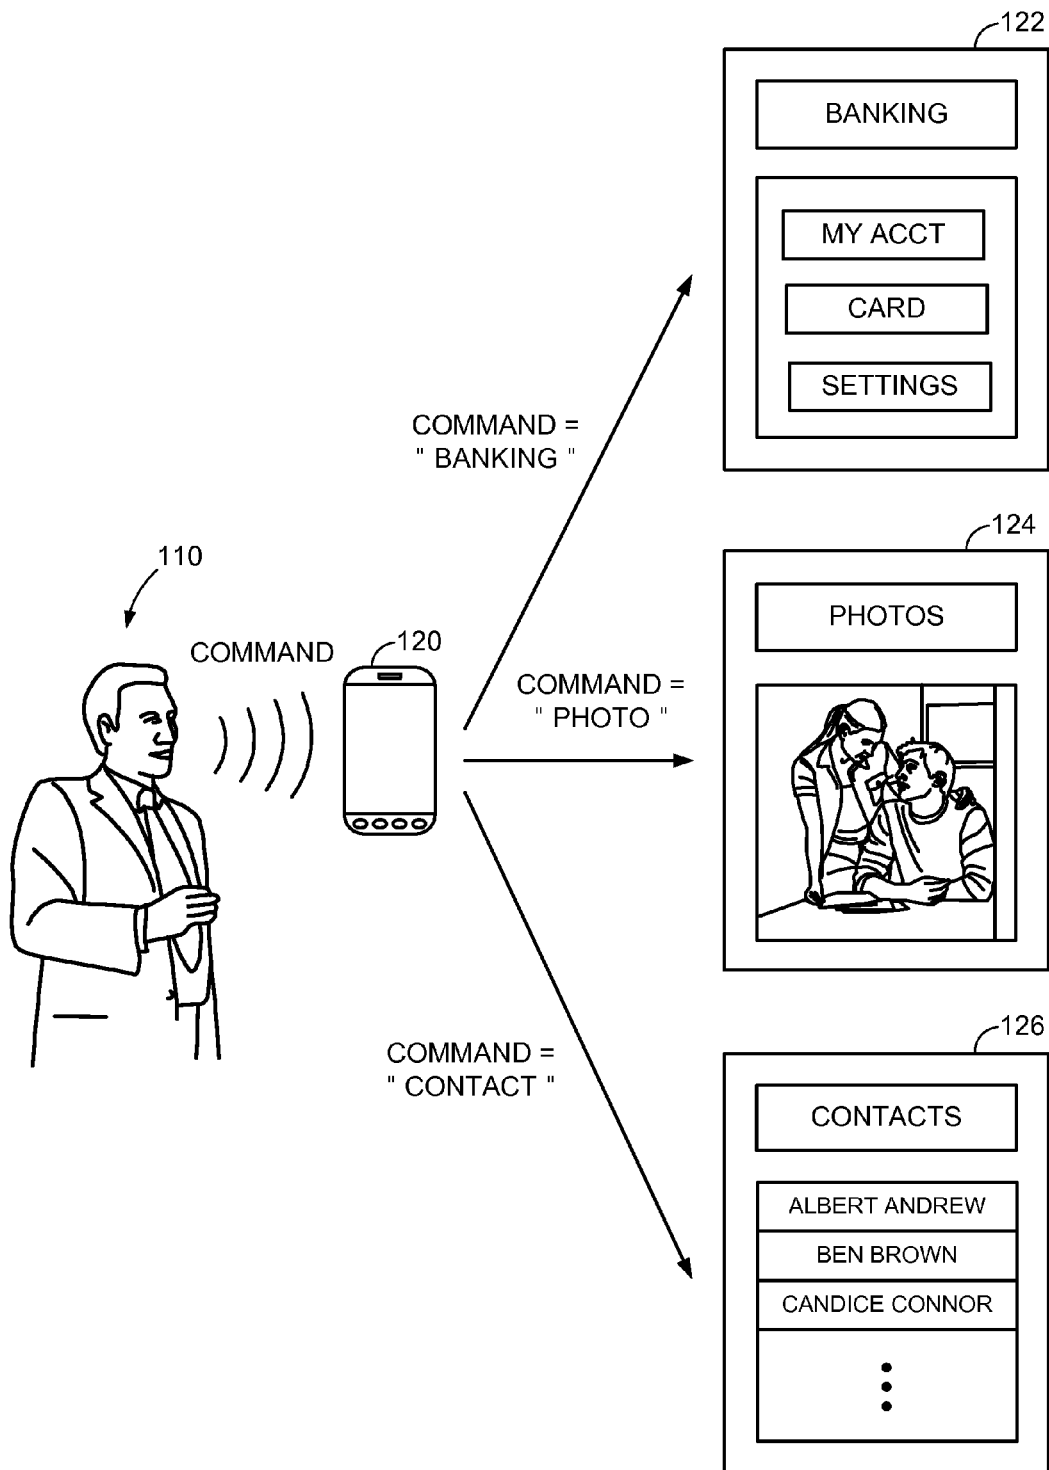 122
BANKING
MY ACCT
CARD
SETTINGS
COMMAND =
" BANKING "
124
110
PHOTOS
120
COMMAND
COMMAND =
" PHOTO "
126
COMMAND =
" CONTACT "
CONTACTS
ALBERT ANDREW
BEN BROWN
CANDICE CONNOR